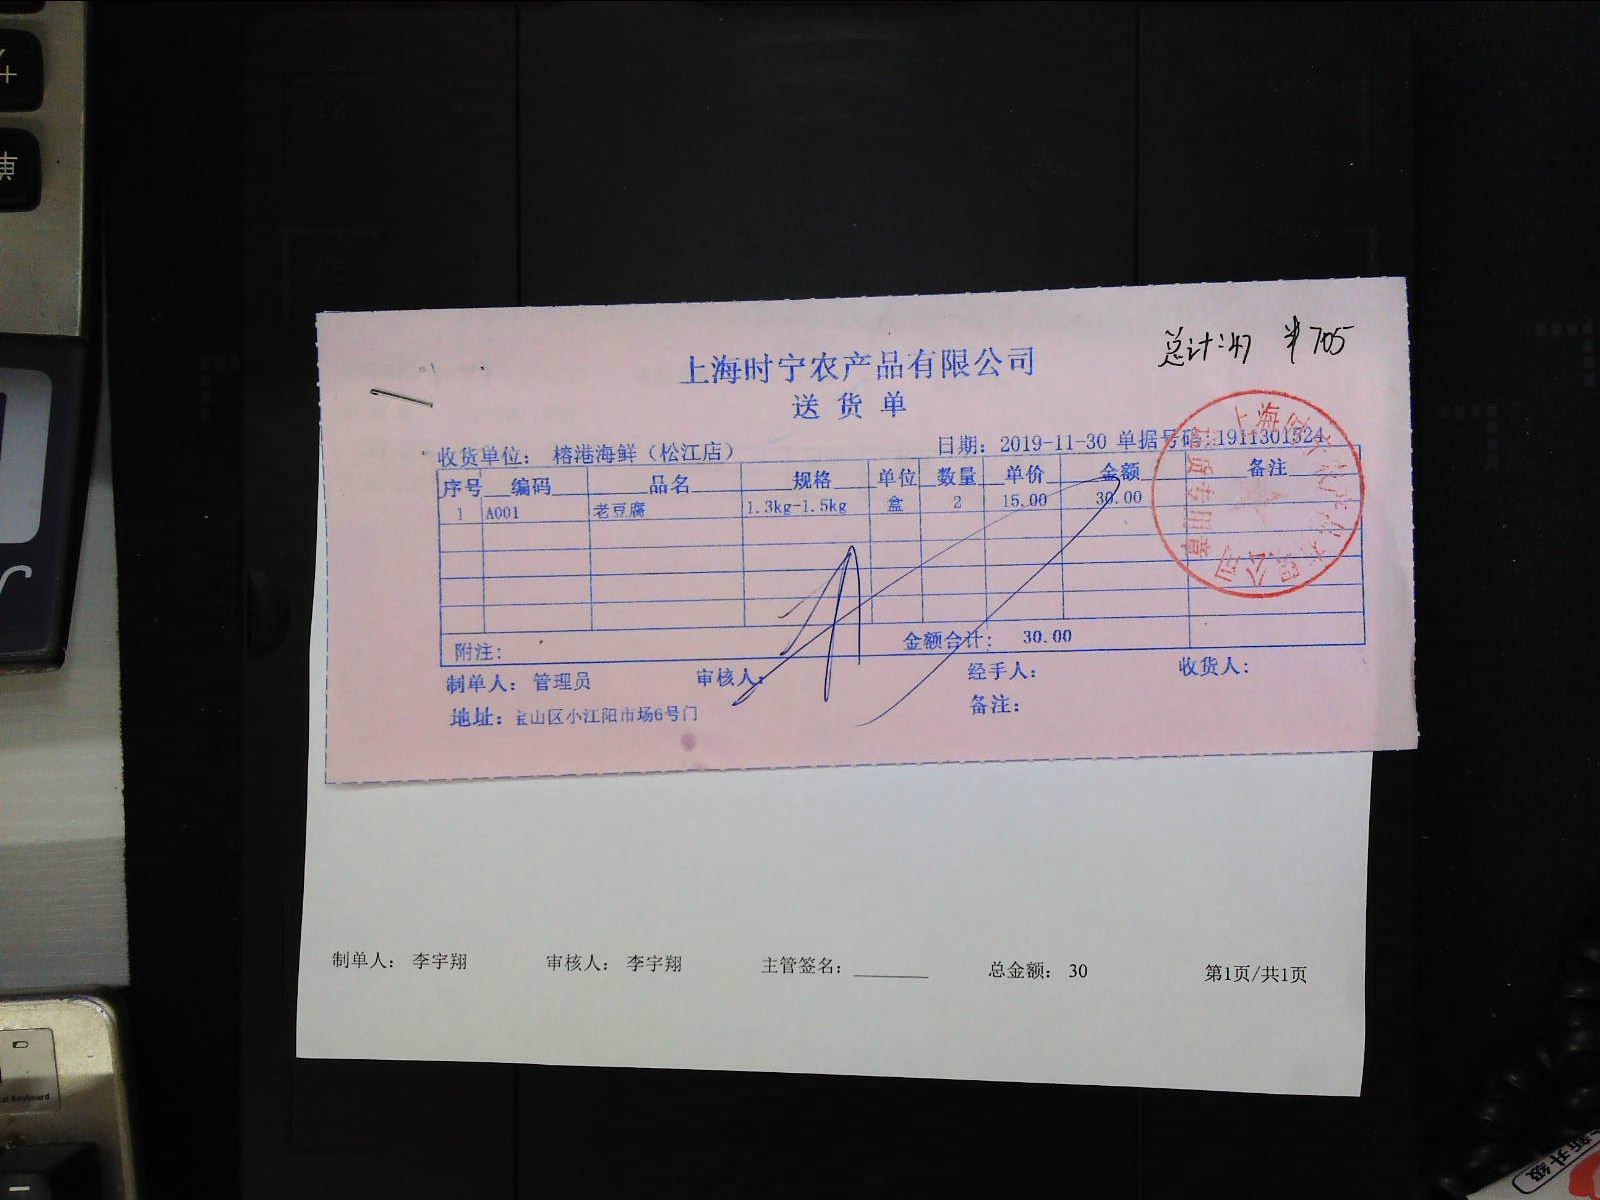 总计:47 ¥705
上海时宁农产品有限公司
送货单
收货单位： 榕港海鲜（松江店） 日期：2019-11-30 单据号码:1911301524
序号 编码 品名 规格 单位 数量 单价 金额 备注
1 A001 老豆腐 1.3kg-1.5kg 盒 2 15.00 30.00
附注: 金额合计: 30.00
制单人： 管理员 审核人: 经手人: 收货人:
地址：宝山区小江阳市场6号门 备注:
制单人： 李宇翔 审核人： 李宇翔 主管签名: ________ 总金额： 30 第1页/共1页